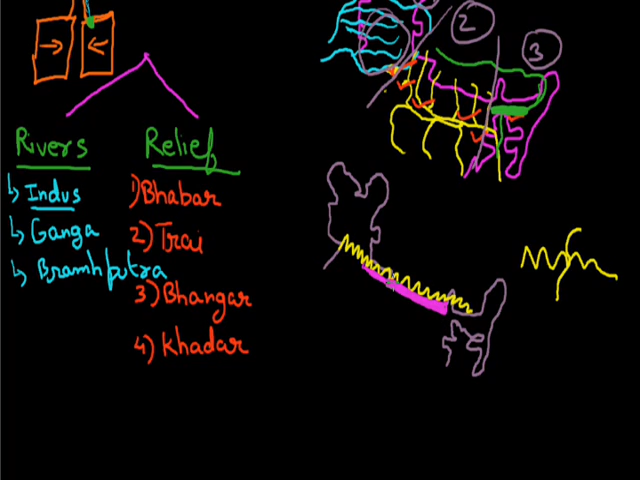 2
3
Rivers
Relief
↳ Indus
↳ Ganga
↳ Bramhputra
1) Bhabar
2) Trai
3) Bhangar
4) Khadar